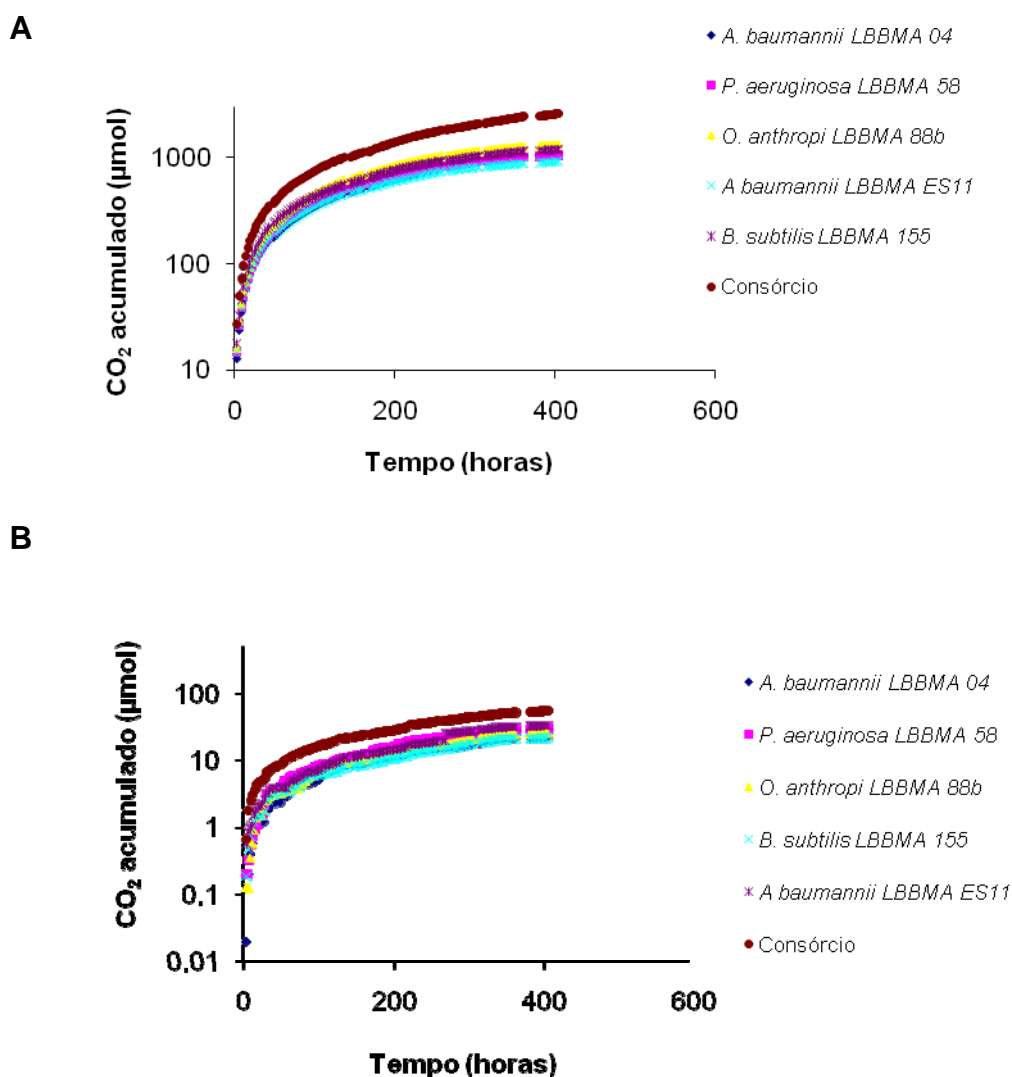 A
CO₂ acumulado (µmol)
1000
100
10
0
200
400
600
Tempo (horas)
A. baumannii LBBMA 04
P. aeruginosa LBBMA 58
O. anthropi LBBMA 88b
A baumannii LBBMA ES11
B. subtilis LBBMA 155
Consórcio
B
CO₂ acumulado (µmol)
100
10
1
0.1
0.01
0
200
400
600
Tempo (horas)
A. baumannii LBBMA 04
P. aeruginosa LBBMA 58
O. anthropi LBBMA 88b
B. subtilis LBBMA 155
A baumannii LBBMA ES11
Consórcio